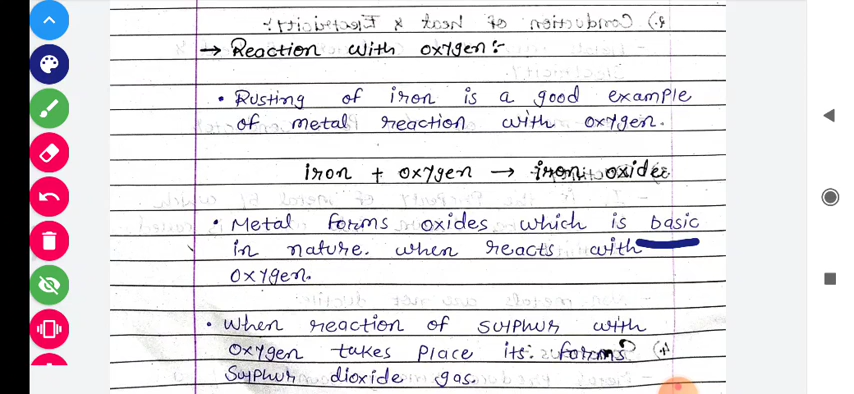 → Reaction with oxygen:-
• Rusting of iron is a good example
of metal reaction with oxygen.
iron + oxygen → iron oxide
• Metal forms oxides which is basic
in nature. when reacts with
oxygen.
• When reaction of sulphur with
oxygen takes place its forms
sulphur dioxide gas.